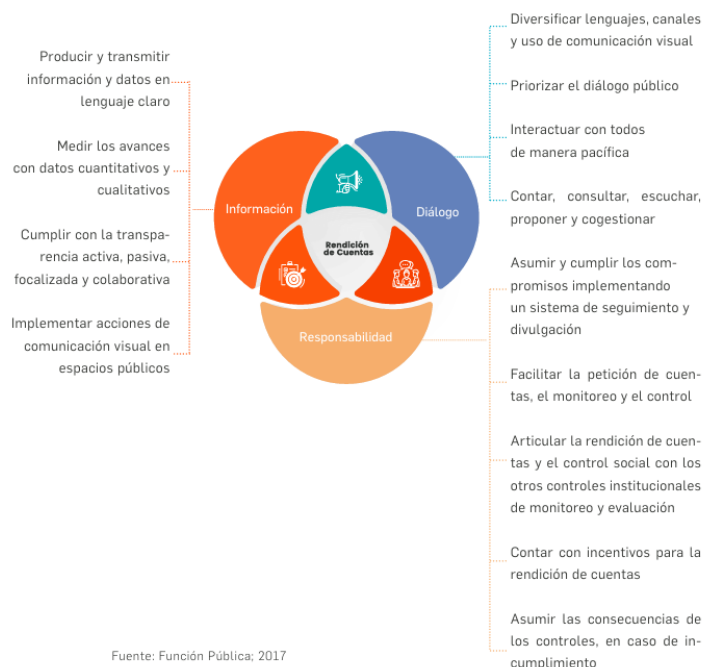 Producir y transmitir
información y datos en
lenguaje claro
Medir los avances
con datos cuantitativos y
cualitativos
Cumplir con la transpa-
rencia activa, pasiva,
focalizada y colaborativa
Implementar acciones de
comunicación visual en
espacios públicos
Información
Diálogo
Rendición
de Cuentas
Responsabilidad
Diversificar lenguajes, canales
y uso de comunicación visual
Priorizar el diálogo público
Interactuar con todos
de manera pacífica
Contar, consultar, escuchar,
proponer y cogestionar
Asumir y cumplir los com-
promisos implementando
un sistema de seguimiento y
divulgación
Facilitar la petición de cuen-
tas, el monitoreo y el control
Articular la rendición de cuen-
tas y el control social con los
otros controles institucionales
de monitoreo y evaluación
Contar con incentivos para la
rendición de cuentas
Asumir las consecuencias de
los controles, en caso de in-
cumplimiento
Fuente: Función Pública; 2017